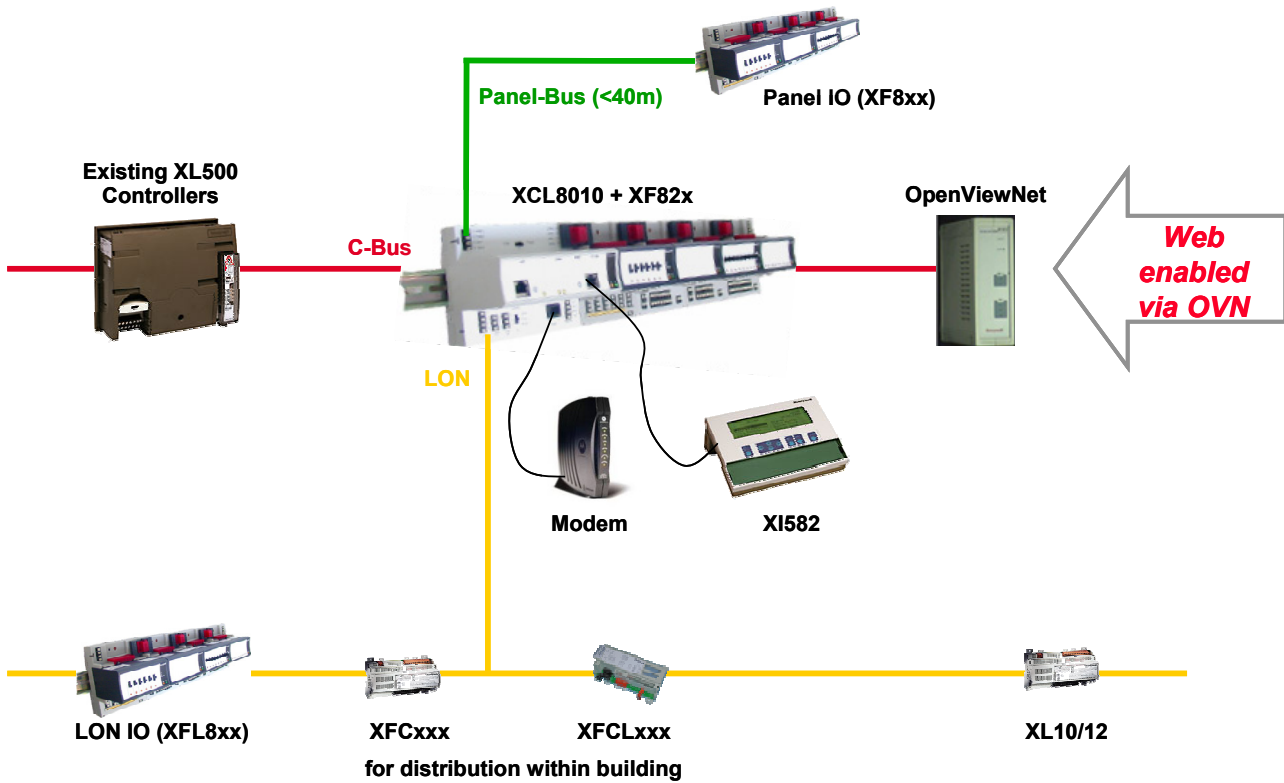 Panel-Bus (<40m)
Panel IO (XF8xx)
Existing XL500
Controllers
XCL8010 + XF82x
OpenViewNet
C-Bus
Web
enabled
via OVN
LON
Modem
XI582
LON IO (XFL8xx)
XFCxxx
XFCLxxx
XL10/12
for distribution within building